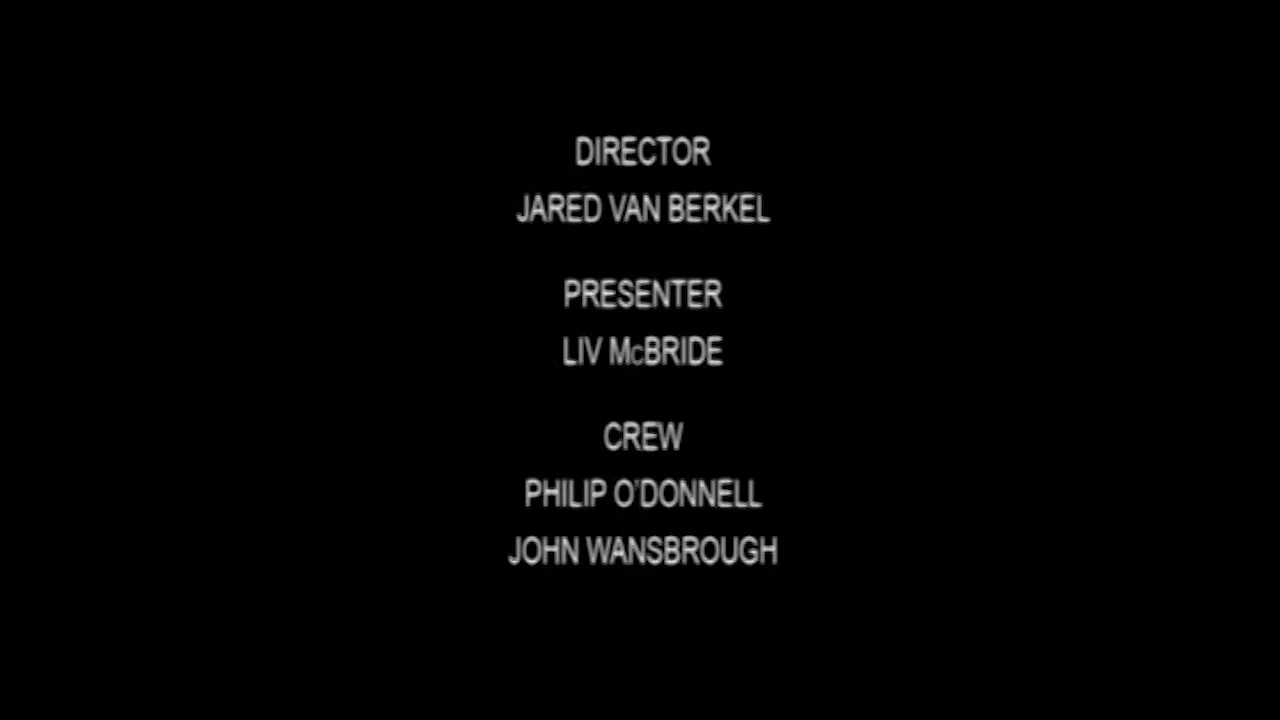 DIRECTOR
JARED VAN BERKEL
PRESENTER
LIV McBRIDE
CREW
PHILIP O'DONNELL
JOHN WANSBROUGH